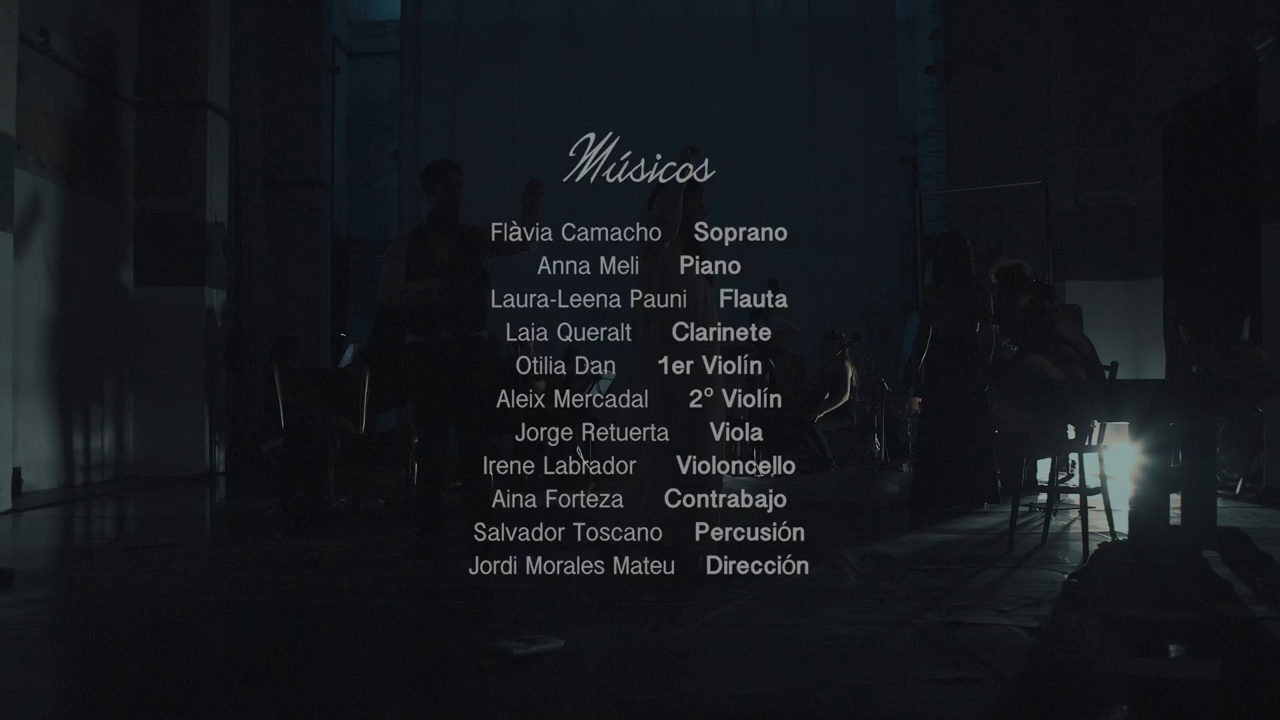 Músicos
Flàvia Camacho Soprano
Anna Meli Piano
Laura-Leena Pauni Flauta
Laia Queralt Clarinete
Otilia Dan 1er Violín
Aleix Mercadal 2º Violín
Jorge Retuerta Viola
Irene Labrador Violoncello
Aina Forteza Contrabajo
Salvador Toscano Percusión
Jordi Morales Mateu Dirección